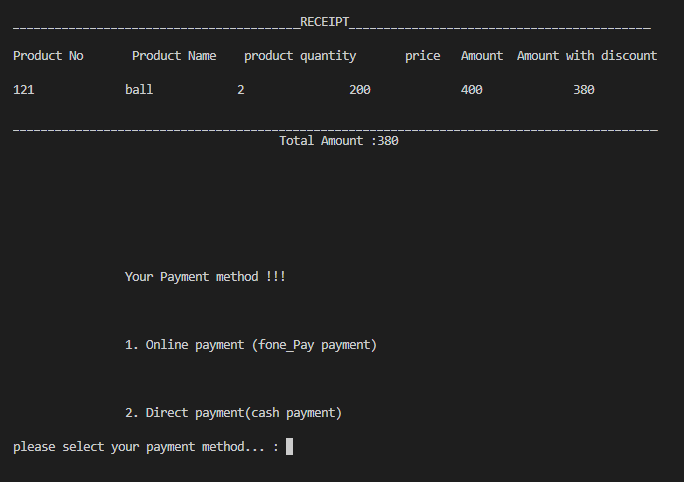 _________________________________________RECEIPT___________________________________________
Product No       Product Name    product quantity       price   Amount  Amount with discount
121             ball            2               200             400             380
____________________________________________________________________________________________
Total Amount :380
Your Payment method !!!
1. Online payment (fone_Pay payment)
2. Direct payment(cash payment)
please select your payment method... :